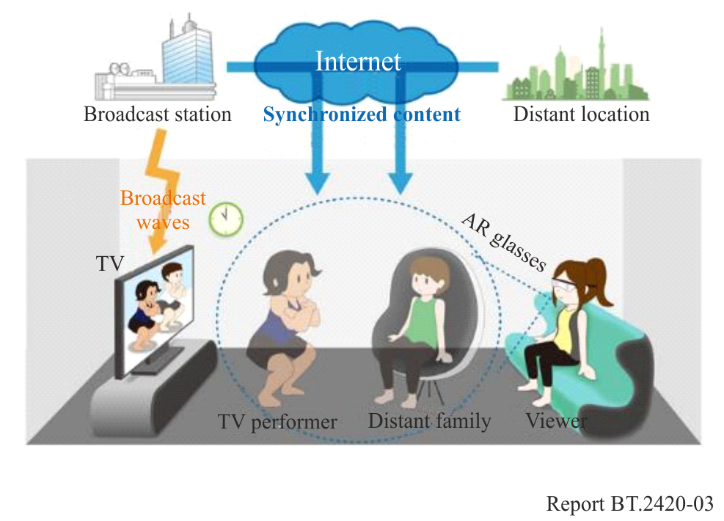 Internet
Broadcast station
Synchronized content
Distant location
Broadcast
waves
AR glasses
TV
TV performer
Distant family
Viewer
Report BT.2420-03